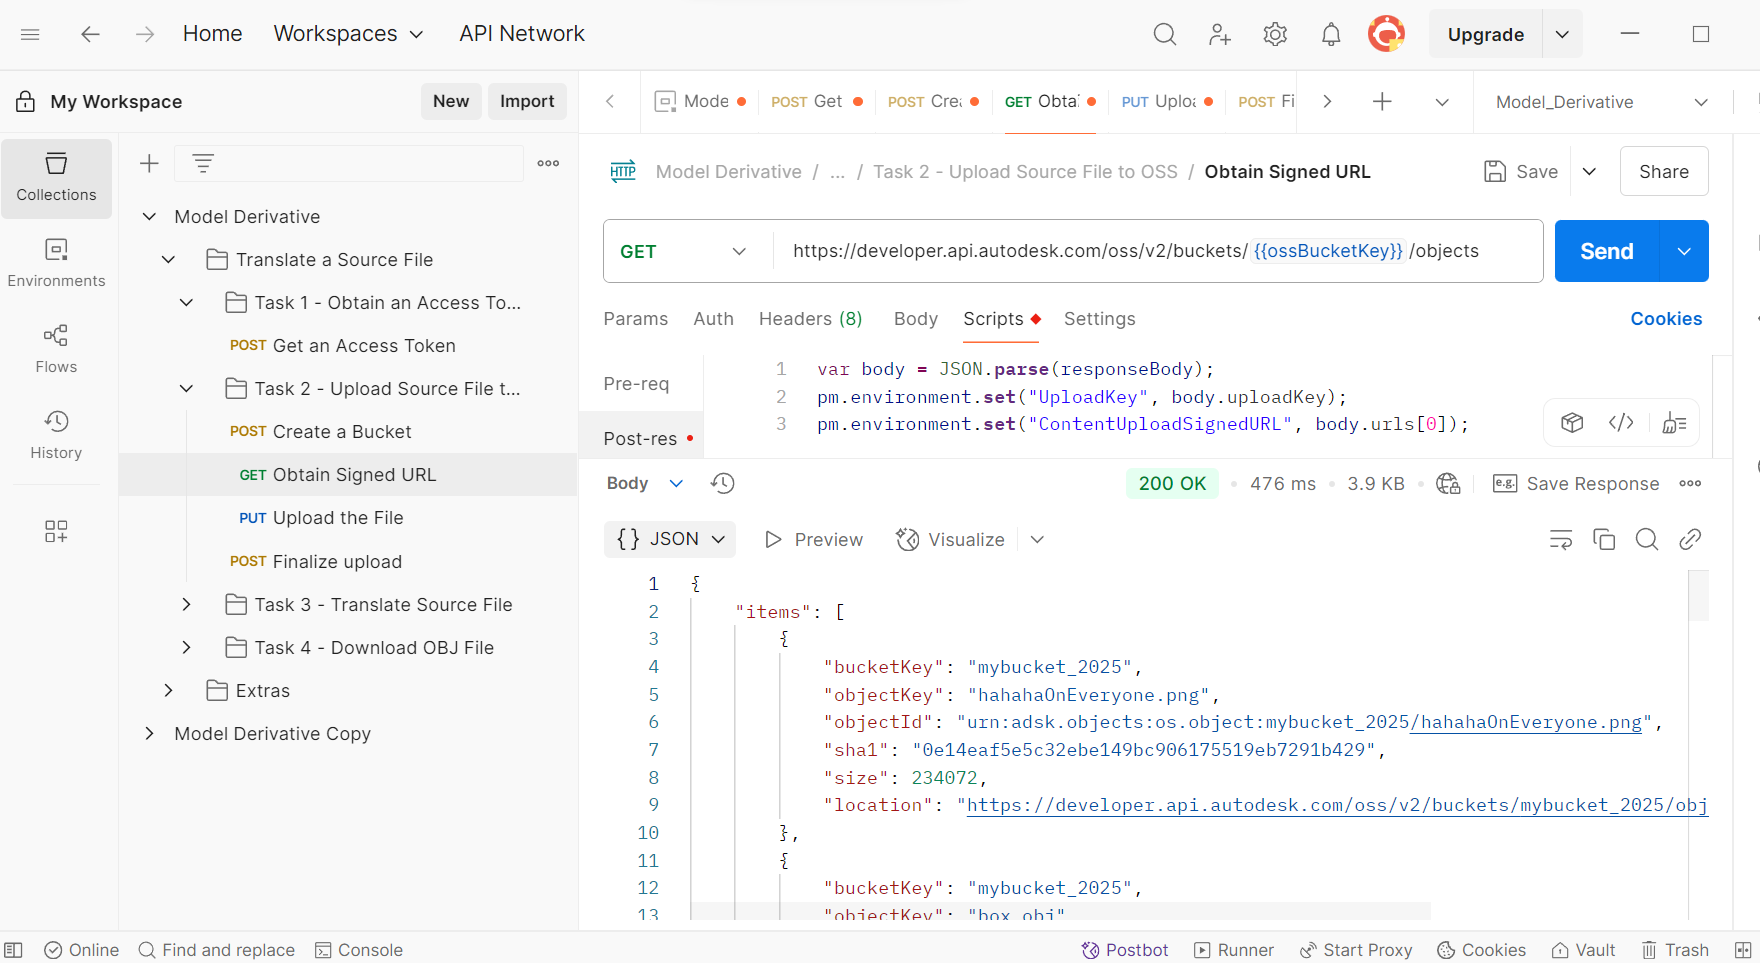 Home Workspaces API Network Upgrade
My Workspace New Import
Mode POST Get POST Crea GET Obtai PUT Uploa POST Fi Model_Derivative
Collections
Environments
Flows
History
Model Derivative
Translate a Source File
Task 1 - Obtain an Access To...
POST Get an Access Token
Task 2 - Upload Source File t...
POST Create a Bucket
GET Obtain Signed URL
PUT Upload the File
POST Finalize upload
Task 3 - Translate Source File
Task 4 - Download OBJ File
Extras
Model Derivative Copy
HTTP Model Derivative / ... / Task 2 - Upload Source File to OSS / Obtain Signed URL Save Share
GET https://developer.api.autodesk.com/oss/v2/buckets/ {{ossBucketKey}} /objects Send
Params Auth Headers (8) Body Scripts Settings Cookies
Pre-req
Post-res
1 var body = JSON.parse(responseBody);
2 pm.environment.set("UploadKey", body.uploadKey);
3 pm.environment.set("ContentUploadSignedURL", body.urls[0]);
Body 200 OK 476 ms 3.9 KB e.g. Save Response
{} JSON Preview Visualize
1 {
2 "items": [
3 {
4 "bucketKey": "mybucket_2025",
5 "objectKey": "hahahaOnEveryone.png",
6 "objectId": "urn:adsk.objects:os.object:mybucket_2025/hahahaOnEveryone.png",
7 "sha1": "0e14eaf5e5c32ebe149bc906175519eb7291b429",
8 "size": 234072,
9 "location": "https://developer.api.autodesk.com/oss/v2/buckets/mybucket_2025/obj
10 },
11 {
12 "bucketKey": "mybucket_2025",
13 "objectKey": "box.obj"
Online Find and replace Console Postbot Runner Start Proxy Cookies Vault Trash